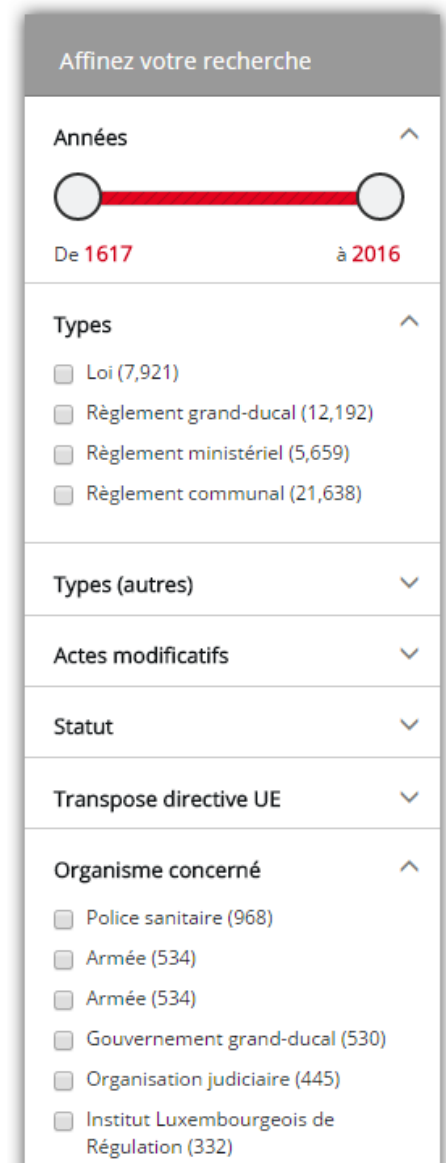 Affinez votre recherche
Années
De 1617 à 2016
Types
Loi (7,921)
Règlement grand-ducal (12,192)
Règlement ministériel (5,659)
Règlement communal (21,638)
Types (autres)
Actes modificatifs
Statut
Transpose directive UE
Organisme concerné
Police sanitaire (968)
Armée (534)
Armée (534)
Gouvernement grand-ducal (530)
Organisation judiciaire (445)
Institut Luxembourgeois de
Régulation (332)